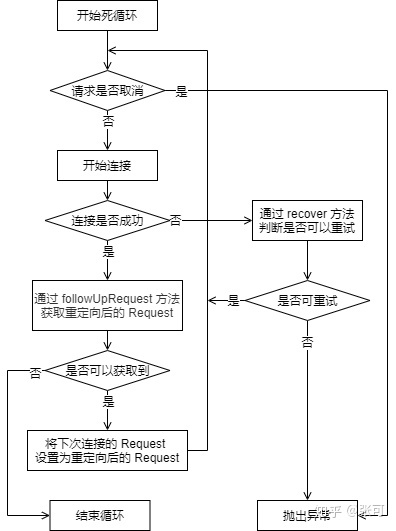 开始死循环
请求是否取消
是
否
开始连接
连接是否成功
否
通过 recover 方法
判断是否可以重试
是
通过 followUpRequest 方法
获取重定向后的 Request
是
是否可重试
否
是否可以获取到
否
是
将下次连接的 Request
设置为重定向后的 Request
结束循环
抛出异常
知乎 @张可